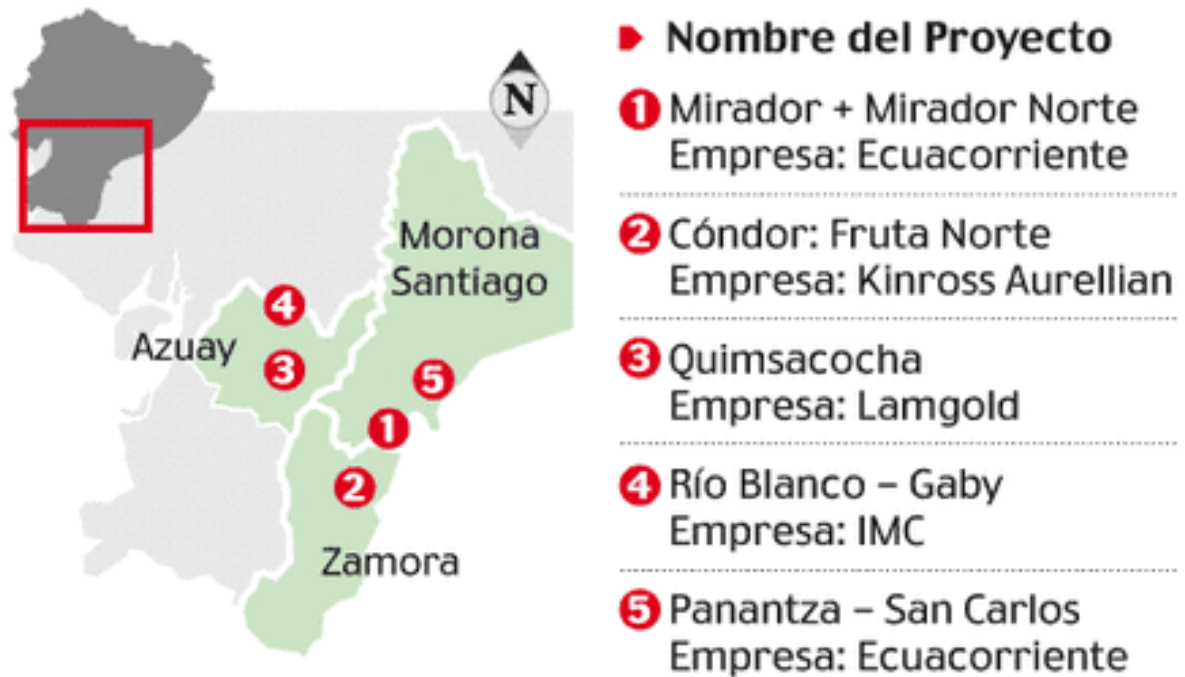 N
Morona
Santiago
4
Azuay
3
5
1
2
Zamora
Nombre del Proyecto
1 Mirador + Mirador Norte
Empresa: Ecuacorriente
2 Cóndor: Fruta Norte
Empresa: Kinross Aurellian
3 Quimsacocha
Empresa: Lamgold
4 Río Blanco – Gaby
Empresa: IMC
5 Panantza – San Carlos
Empresa: Ecuacorriente